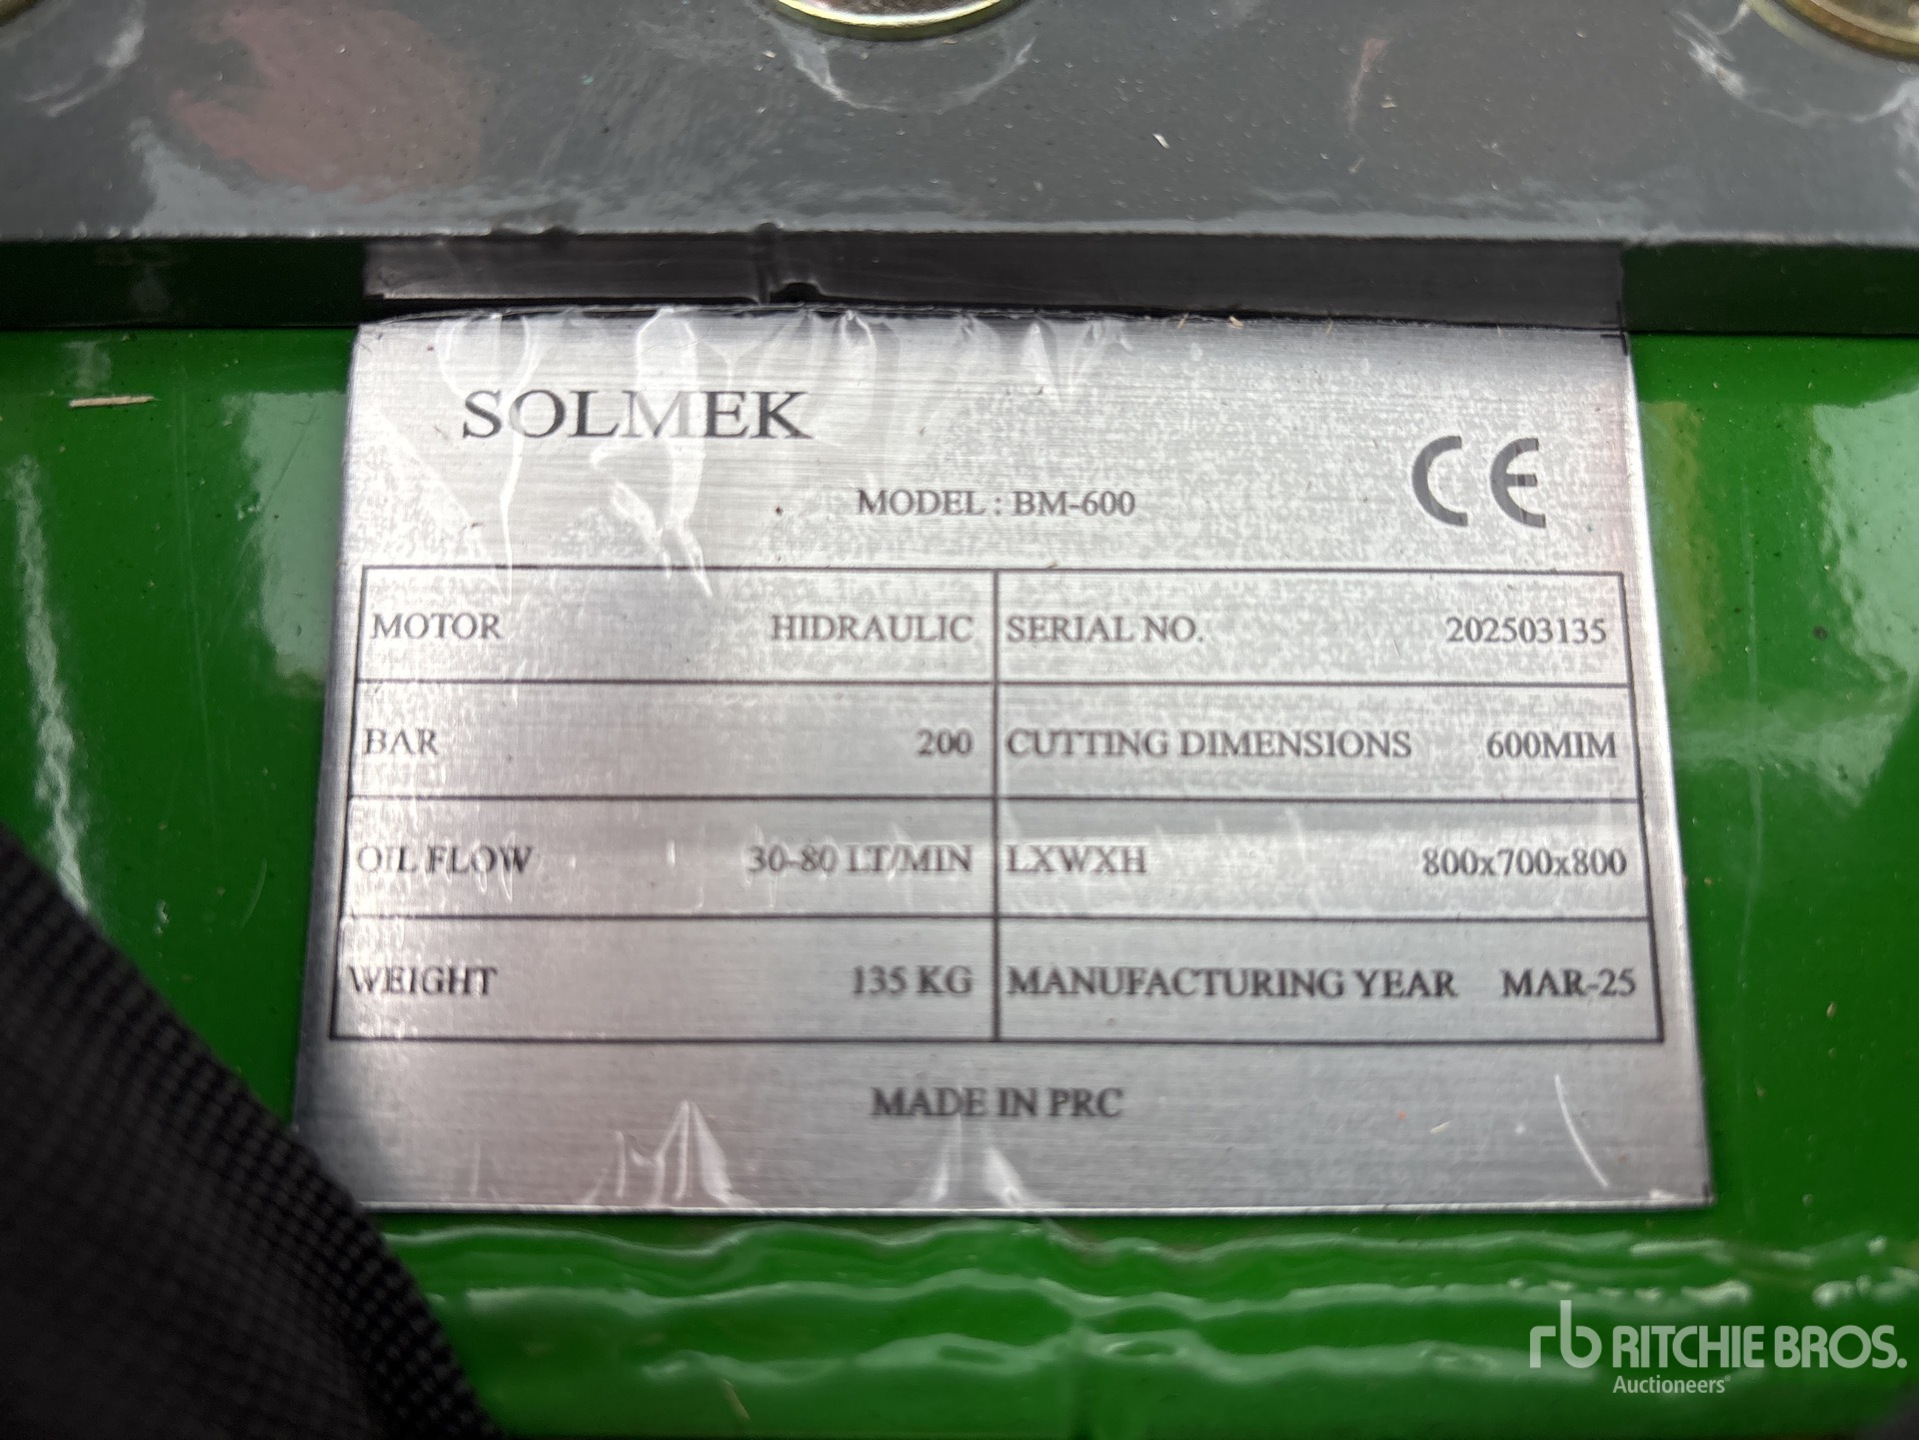 SOLMEK
CE
MODEL : BM-600
MOTOR HIDRAULIC SERIAL NO. 202503135
BAR 200 CUTTING DIMENSIONS 600MIM
OIL FLOW 30-80 LT/MIN LXWXH 800x700x800
WEIGHT 135 KG MANUFACTURING YEAR MAR-25
MADE IN PRC
rb RITCHIE BROS.
Auctioneers